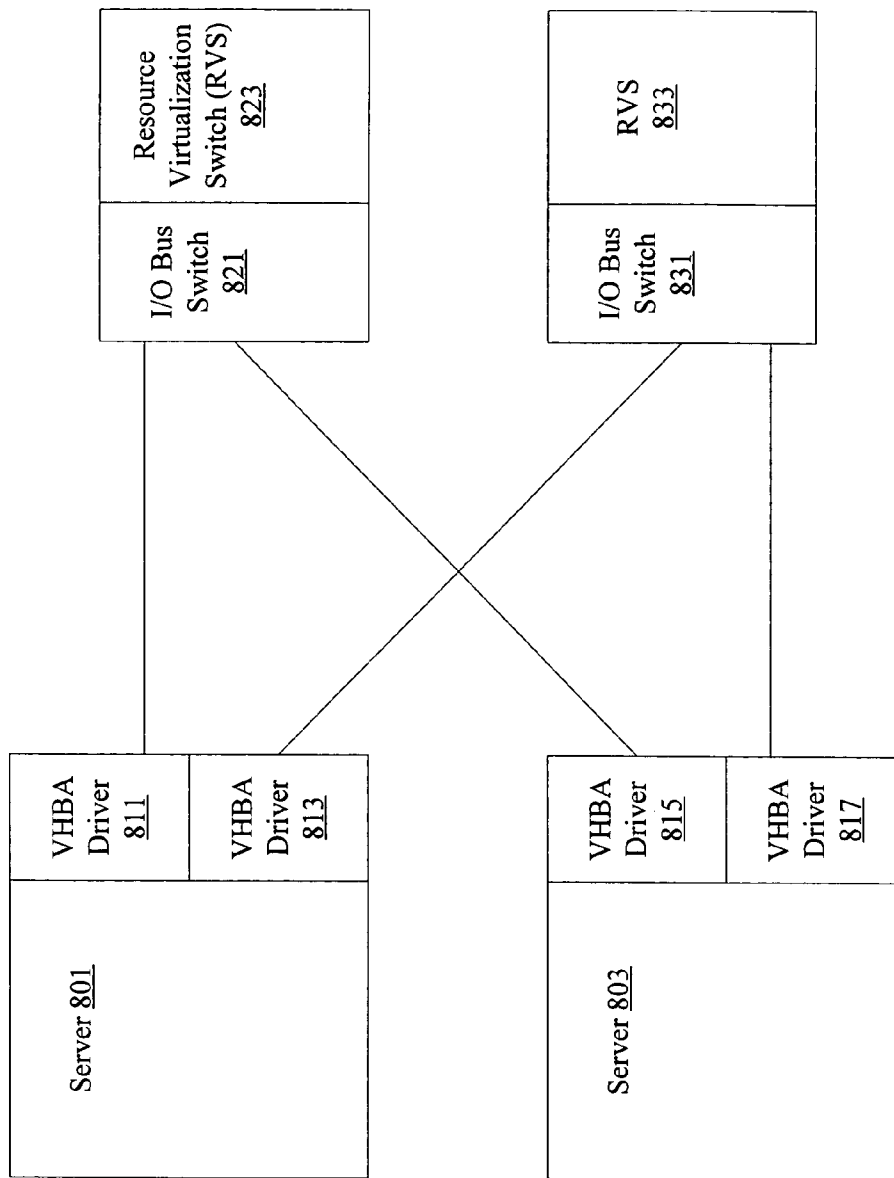 Server 801
VHBA
Driver
811
VHBA
Driver
813
I/O Bus
Switch
821
Resource
Virtualization
Switch (RVS)
823
Server 803
VHBA
Driver
815
VHBA
Driver
817
I/O Bus
Switch
831
RVS
833